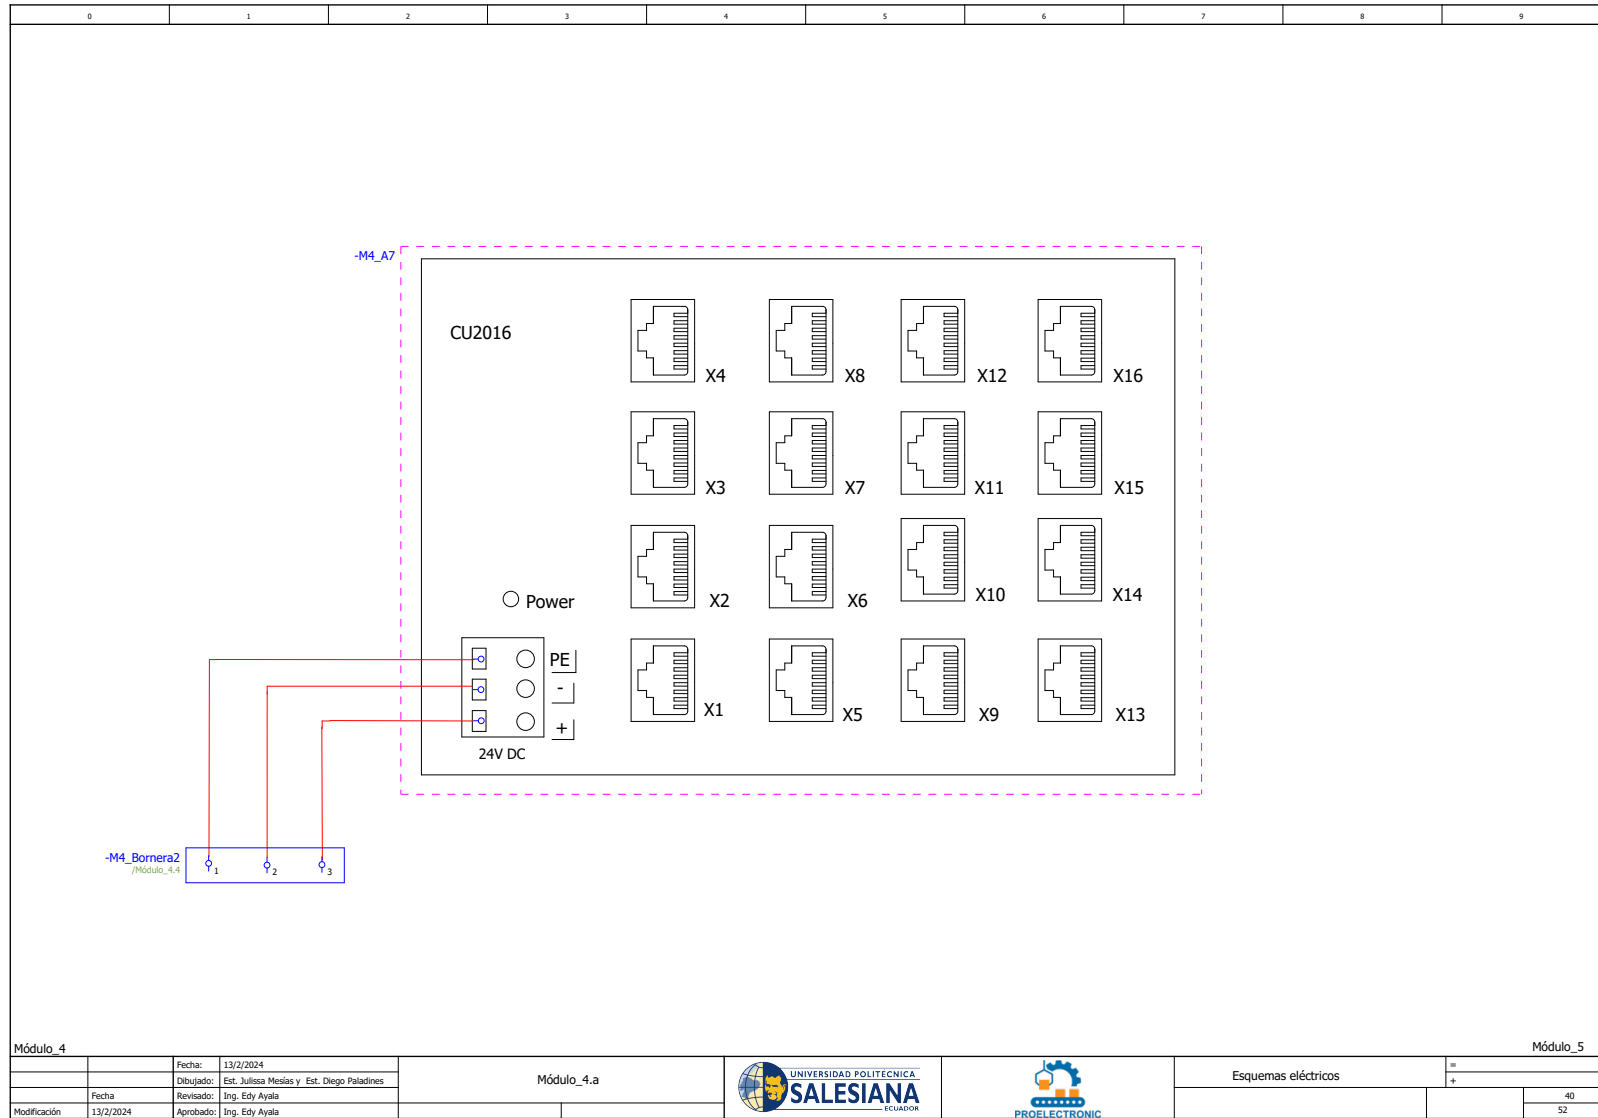 0 1 2 3 4 5 6 7 8 9
-M4_A7
CU2016
X4 X8 X12 X16
X3 X7 X11 X15
X2 X6 X10 X14
Power
PE
-
+
X1 X5 X9 X13
24V DC
-M4_Bornera2
/Módulo_4.4
1 2 3
Módulo_4
Módulo_5
Fecha: 13/2/2024
Dibujado: Est. Julissa Mesías y Est. Diego Paladines
Fecha Revisado: Ing. Edy Ayala
Modificación 13/2/2024 Aprobado: Ing. Edy Ayala
Módulo_4.a
UNIVERSIDAD POLITÉCNICA
SALESIANA
ECUADOR
PROELECTRONIC
Esquemas eléctricos
=
+
40
52